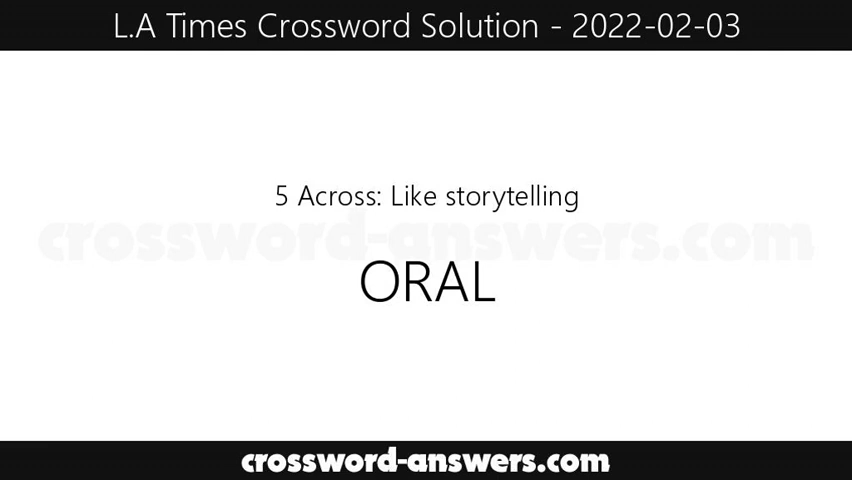 L.A Times Crossword Solution - 2022-02-03
5 Across: Like storytelling
crossword-answers.com
ORAL
crossword-answers.com